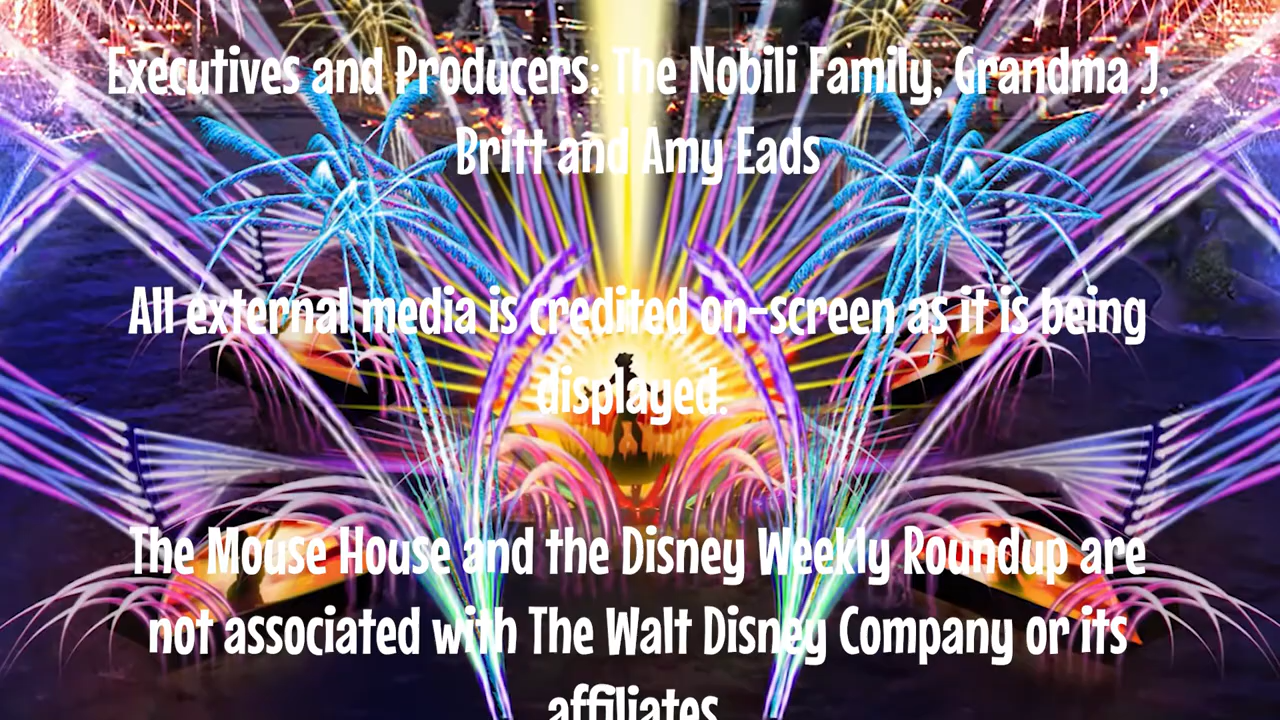 Executives and Producers: The Nobili Family, Grandma J,
Britt and Amy Eads
All external media is credited on-screen as it is being
displayed.
The Mouse House and the Disney Weekly Roundup are
not associated with The Walt Disney Company or its
affiliates